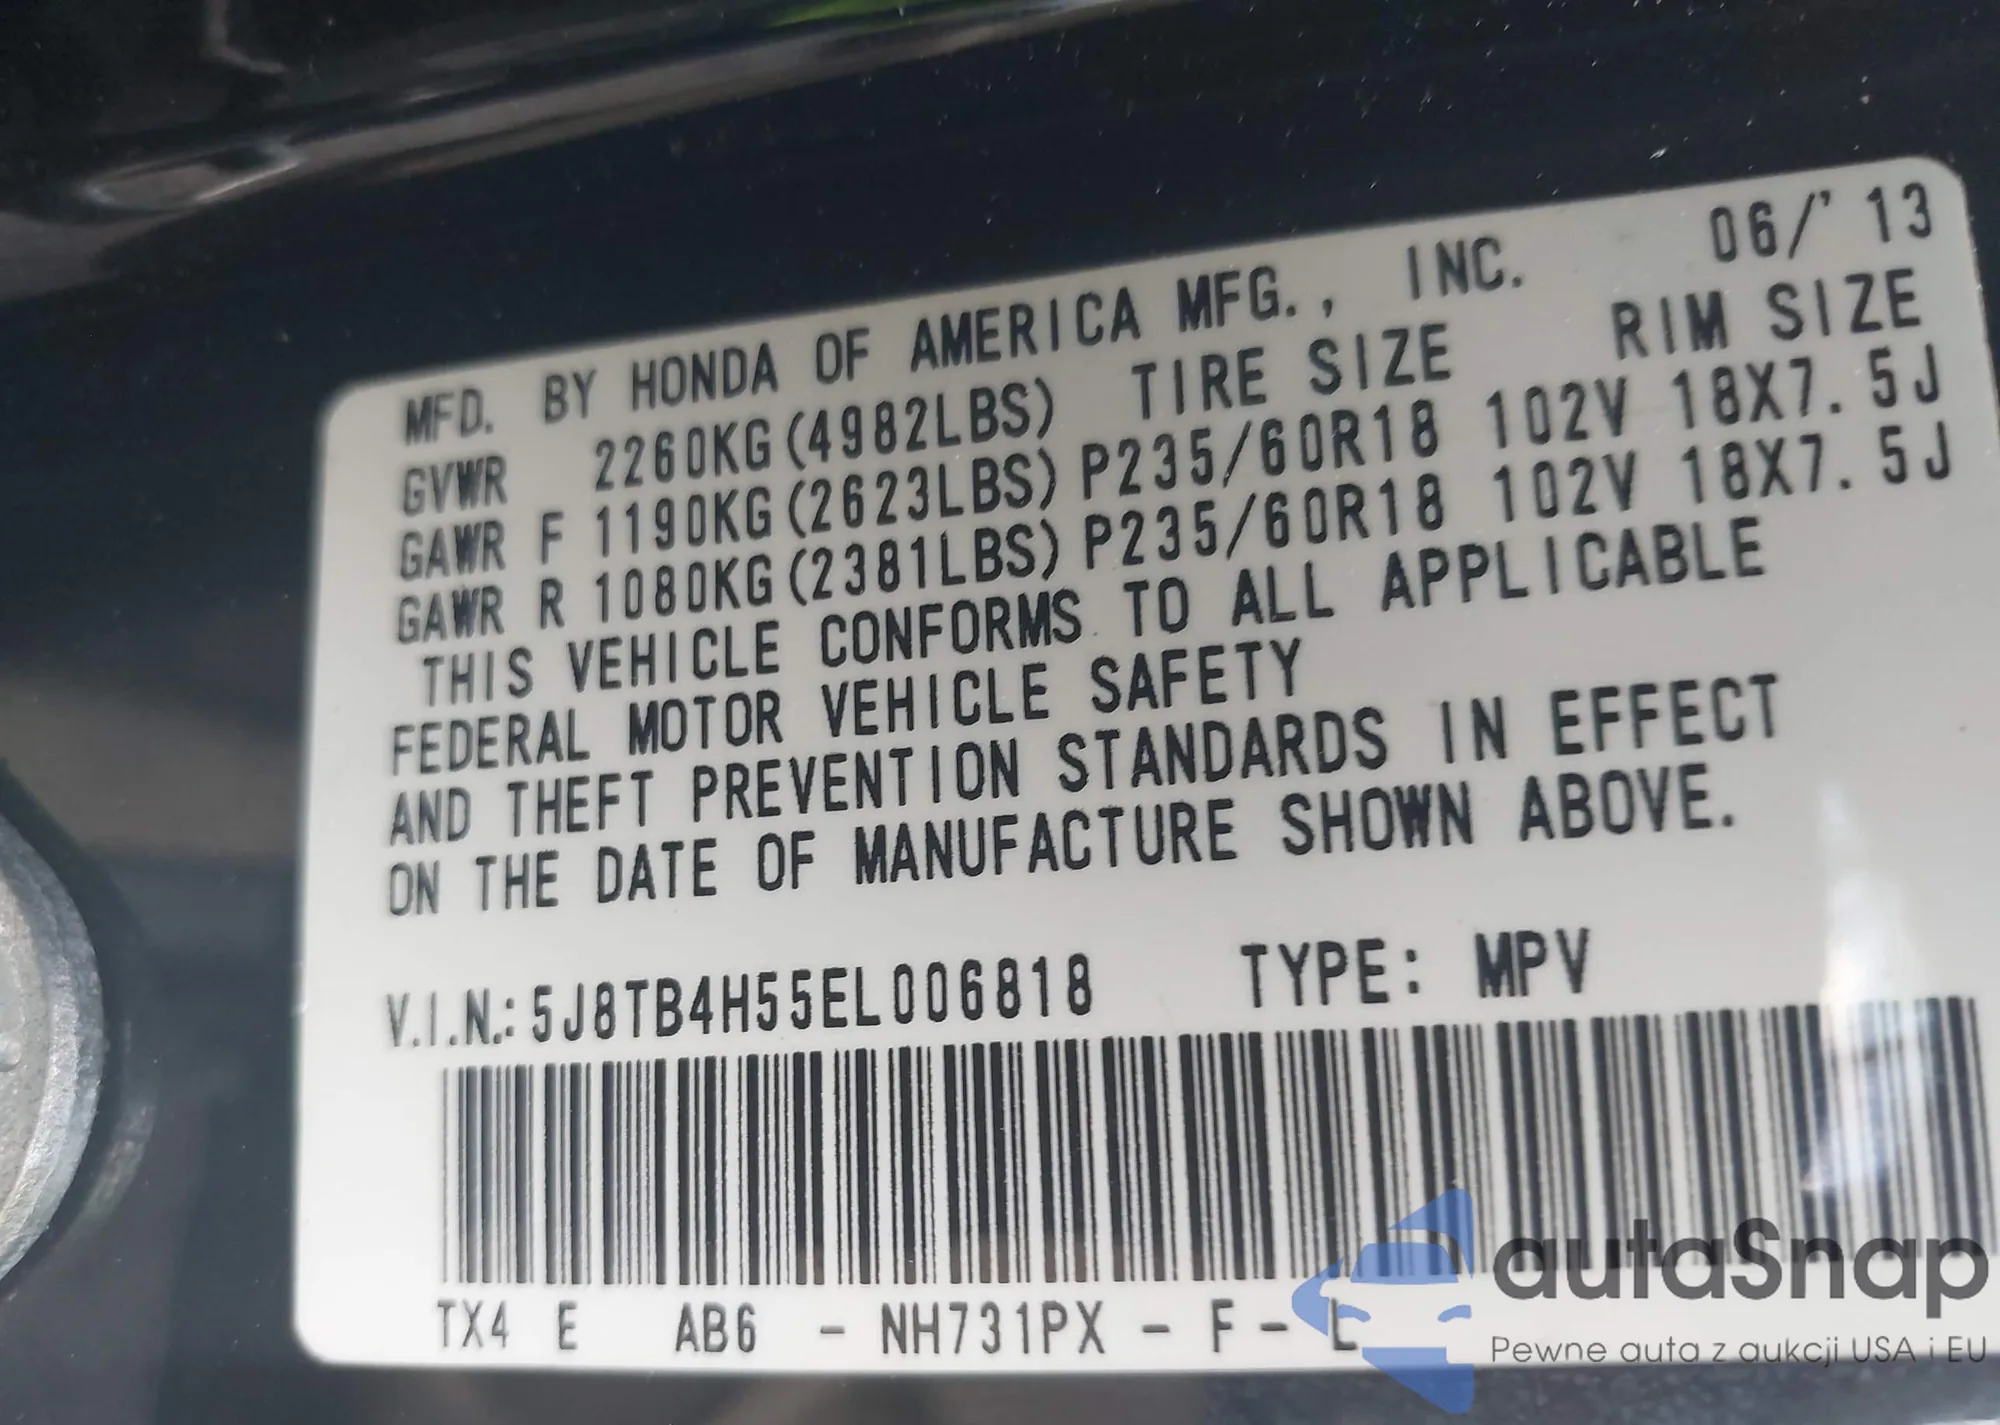 MFD. BY HONDA OF AMERICA MFG., INC. 06/'13
GVWR 2260KG(4982LBS) TIRE SIZE RIM SIZE
GAWR F 1190KG(2623LBS) P235/60R18 102V 18X7.5J
GAWR R 1080KG(2381LBS) P235/60R18 102V 18X7.5J
THIS VEHICLE CONFORMS TO ALL APPLICABLE
FEDERAL MOTOR VEHICLE SAFETY
AND THEFT PREVENTION STANDARDS IN EFFECT
ON THE DATE OF MANUFACTURE SHOWN ABOVE.
V.I.N.: 5J8TB4H55EL006818 TYPE: MPV
TX4 E AB6 - NH731PX - F - L
autaSnap
Pewne auta z aukcji USA i EU